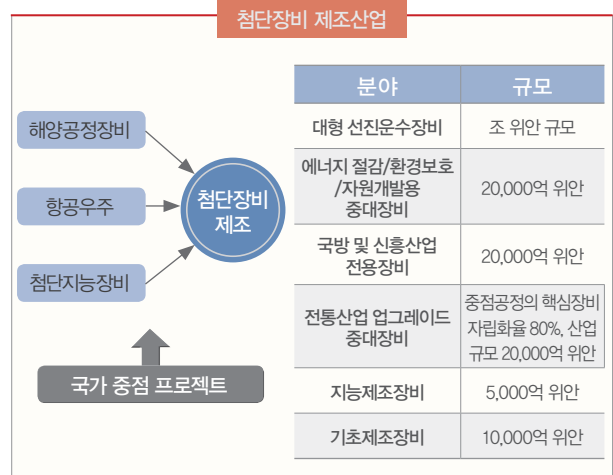 첨단장비 제조산업
해양공정장비
항공우주
첨단지능장비
첨단장비
제조
국가 중점 프로젝트
분야 규모
대형 선진운수장비 조 위안 규모
에너지 절감/환경보호
/자원개발용
중대장비
20,000억 위안
국방 및 신흥산업
전용장비
20,000억 위안
전통산업 업그레이드
중대장비
중점공정의 핵심장비
자립화율 80%, 산업
규모 20,000억 위안
지능제조장비 5,000억 위안
기초제조장비 10,000억 위안